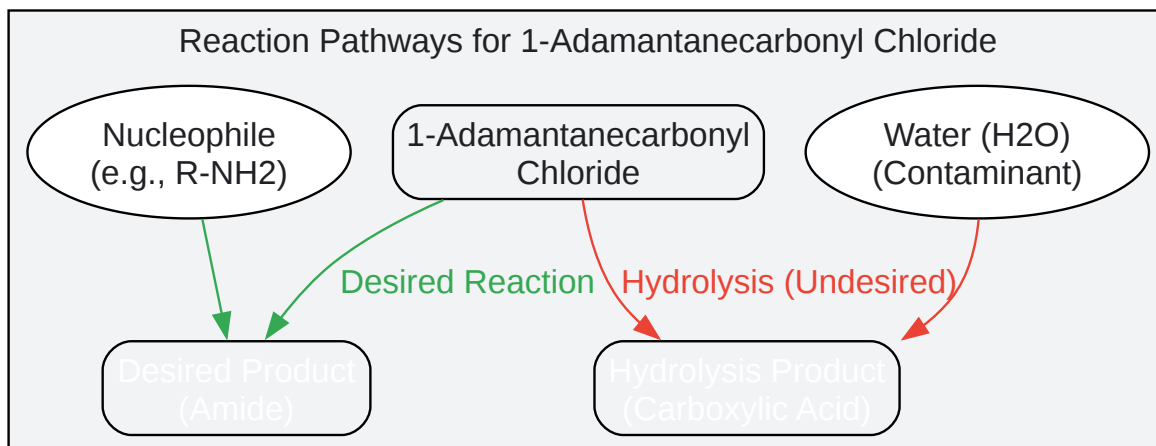 Reaction Pathways for 1-Adamantanecarbonyl Chloride
Nucleophile
(e.g., R-NH2)
1-Adamantanecarbonyl
Chloride
Water (H2O)
(Contaminant)
Desired Reaction
Hydrolysis (Undesired)
Desired Product
(Amide)
Hydrolysis Product
(Carboxylic Acid)